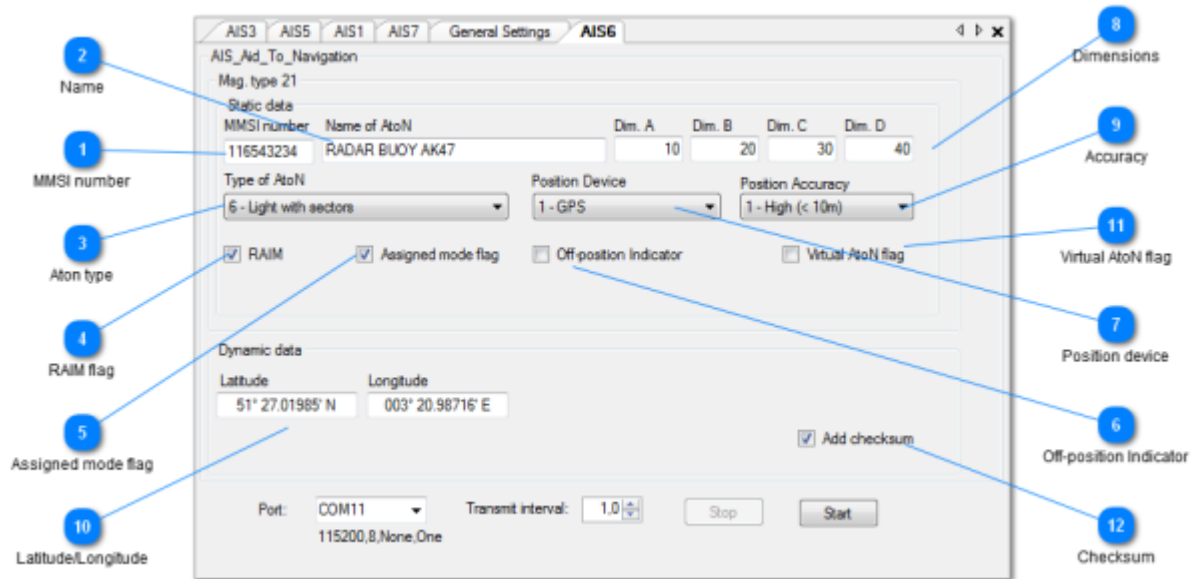 AIS3 AIS5 AIS1 AIS7 General Settings AIS6
8
Dimensions
2
Name
AIS_Aid_To_Navigation
Msg. type 21
Static data
MMSI number Name of AtoN Dim. A Dim. B Dim. C Dim. D
116543234 RADAR BUOY AK47 10 20 30 40
1
MMSI number
9
Accuracy
Type of AtoN Position Device Position Accuracy
6 - Light with sectors 1 - GPS 1 - High (< 10m)
3
Aton type
11
Virtual AtoN flag
RAIM Assigned mode flag Off-position Indicator Virtual AtoN flag
4
RAIM flag
7
Position device
Dynamic data
Latitude Longitude
51° 27.01985' N 003° 20.98716' E
5
Assigned mode flag
6
Off-position Indicator
Add checksum
10
Latitude/Longitude
Port: COM11 Transmit interval: 1,0 Stop Start
115200,8,None,One
12
Checksum